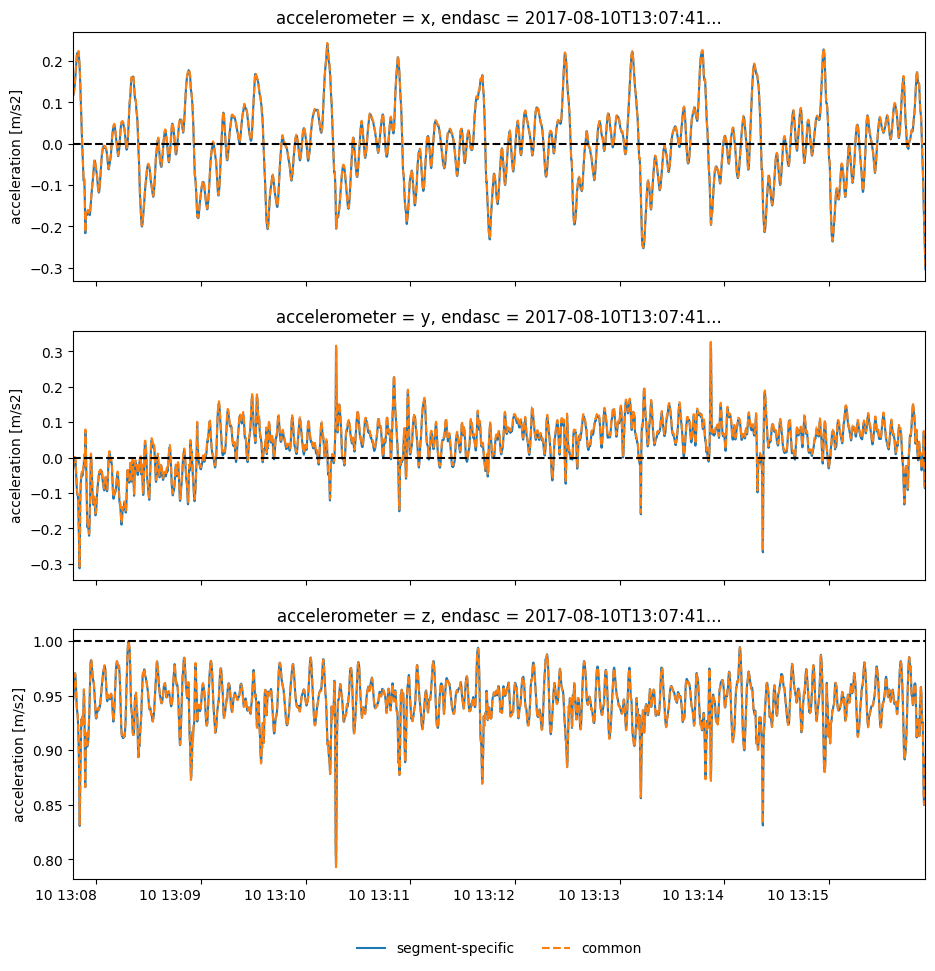 accelerometer = x, endasc = 2017-08-10T13:07:41...
acceleration [m/s2]
0.2
0.1
0.0
−0.1
−0.2
−0.3
accelerometer = y, endasc = 2017-08-10T13:07:41...
acceleration [m/s2]
0.3
0.2
0.1
0.0
−0.1
−0.2
−0.3
accelerometer = z, endasc = 2017-08-10T13:07:41...
acceleration [m/s2]
1.00
0.95
0.90
0.85
0.80
10 13:08 10 13:09 10 13:10 10 13:11 10 13:12 10 13:13 10 13:14 10 13:15
segment-specific common